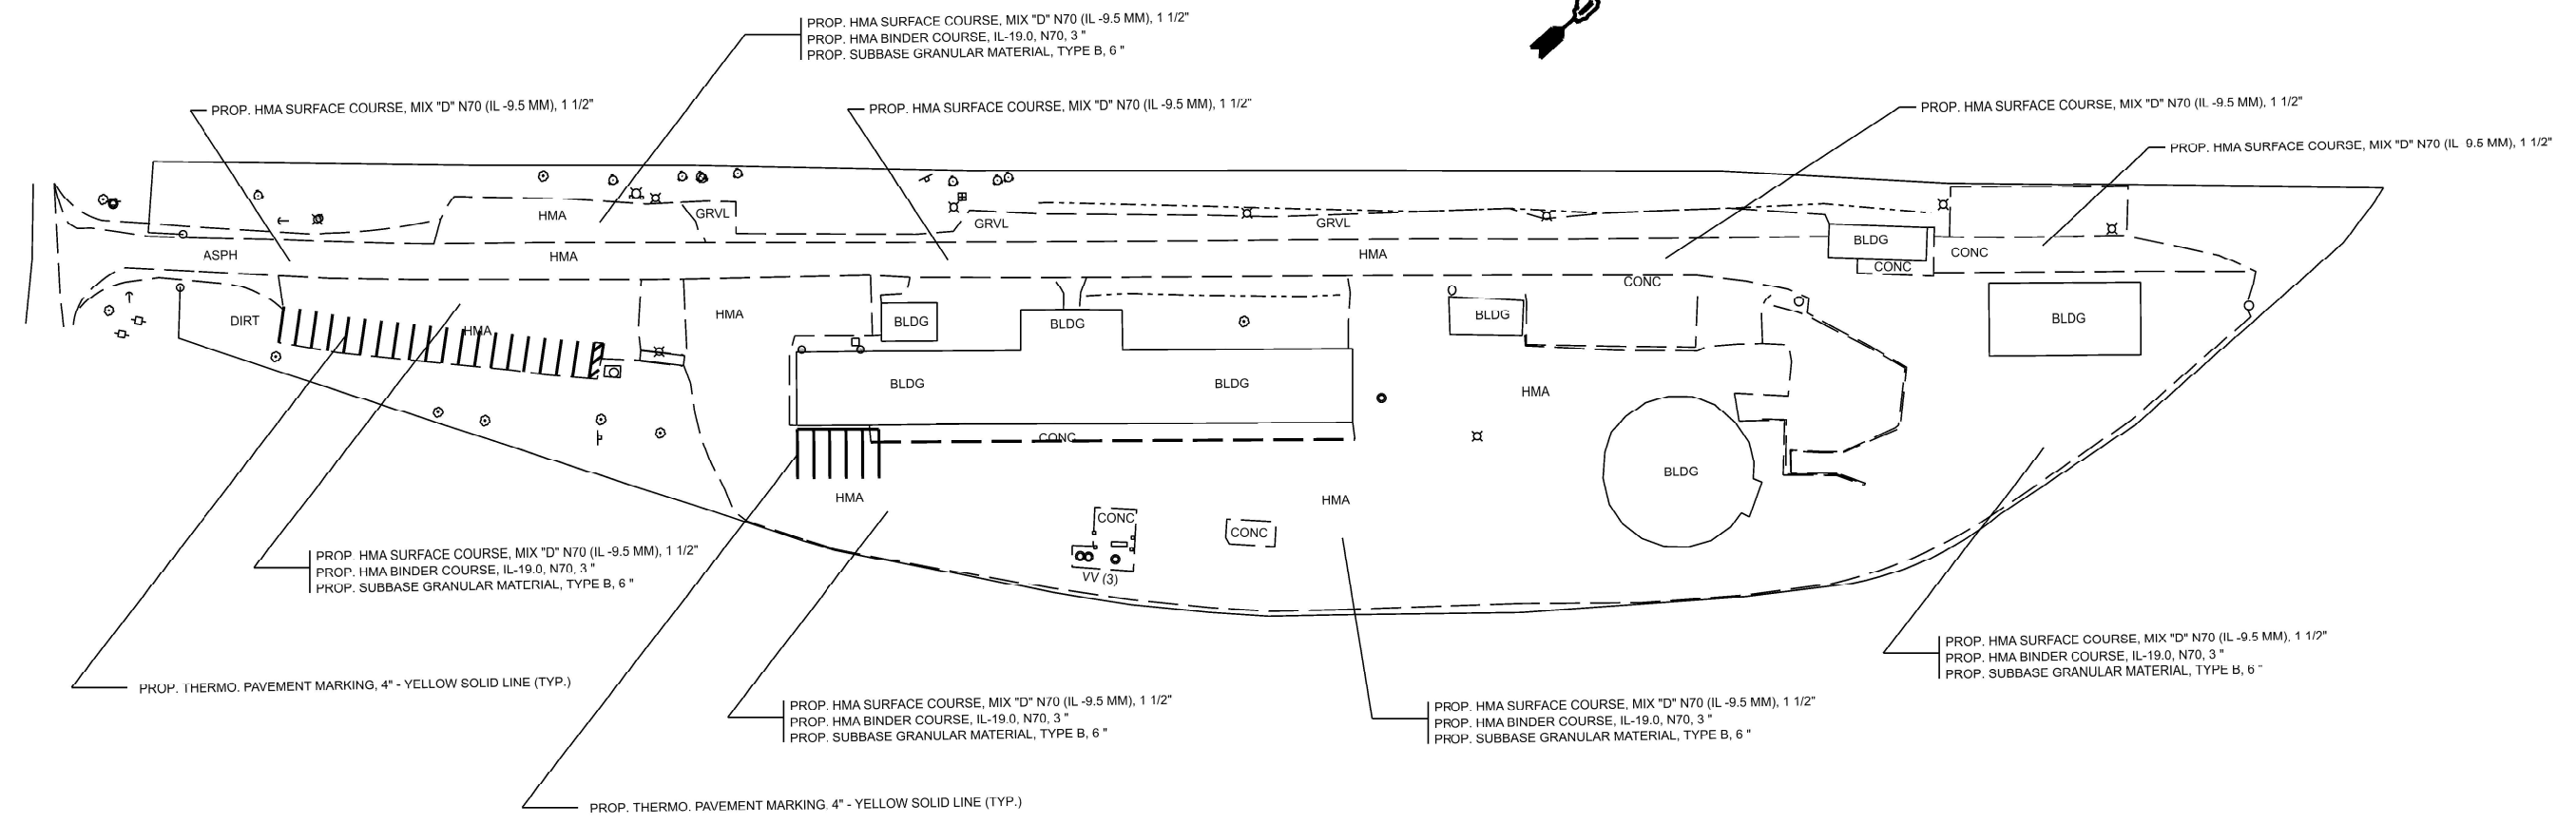 PROP. HMA SURFACE COURSE, MIX "D" N70 (IL -9.5 MM), 1 1/2"
PROP. HMA BINDER COURSE, IL-19.0, N70, 3 "
PROP. SUBBASE GRANULAR MATERIAL, TYPE B, 6 "
PROP. HMA SURFACE COURSE, MIX "D" N70 (IL -9.5 MM), 1 1/2"
PROP. HMA SURFACE COURSE, MIX "D" N70 (IL -9.5 MM), 1 1/2"
PROP. HMA SURFACE COURSE, MIX "D" N70 (IL -9.5 MM), 1 1/2"
PROP. HMA SURFACE COURSE, MIX "D" N70 (IL 9.5 MM), 1 1/2"
HMA
GRVL
GRVL
GRVL
BLDG
ASPH
HMA
HMA
CONC
CONC
CONC
DIRT
HMA
HMA
BLDG
BLDG
BLDG
BLDG
BLDG
BLDG
HMA
CONC
BLDG
HMA
HMA
CONC
CONC
VV (3)
PROP. HMA SURFACE COURSE, MIX "D" N70 (IL -9.5 MM), 1 1/2"
PROP. HMA BINDER COURSE, IL-19.0, N70, 3 "
PROP. SUBBASE GRANULAR MATERIAL, TYPE B, 6 "
PROP. HMA SURFACE COURSE, MIX "D" N70 (IL -9.5 MM), 1 1/2"
PROP. HMA BINDER COURSE, IL-19.0, N70, 3 "
PROP. SUBBASE GRANULAR MATERIAL, TYPE B, 6 "
PROP. THERMO. PAVEMENT MARKING, 4" - YELLOW SOLID LINE (TYP.)
PROP. HMA SURFACE COURSE, MIX "D" N70 (IL -9.5 MM), 1 1/2"
PROP. HMA BINDER COURSE, IL-19.0, N70, 3 "
PROP. SUBBASE GRANULAR MATERIAL, TYPE B, 6 "
PROP. HMA SURFACE COURSE, MIX "D" N70 (IL -9.5 MM), 1 1/2"
PROP. HMA BINDER COURSE, IL-19.0, N70, 3 "
PROP. SUBBASE GRANULAR MATERIAL, TYPE B, 6 "
PROP. THERMO. PAVEMENT MARKING, 4" - YELLOW SOLID LINE (TYP.)